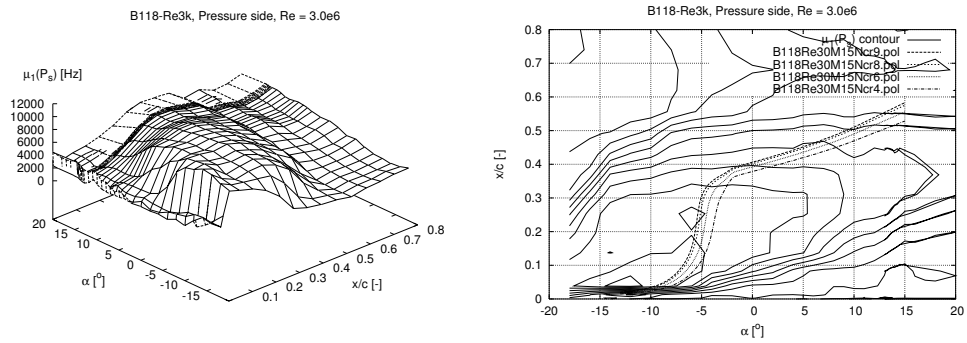 B118-Re3k, Pressure side, Re = 3.0e6
μ1(Ps) [Hz]
12000
10000
8000
6000
4000
2000
0
20
15
10
5
0
-5
-10
-15
α [o]
0.1
0.2
0.3
0.4
0.5
0.6
0.7
0.8
x/c [-]
B118-Re3k, Pressure side, Re = 3.0e6
μ1(Ps) contour
B118Re30M15Ncr9.pol
B118Re30M15Ncr8.pol
B118Re30M15Ncr6.pol
B118Re30M15Ncr4.pol
0.8
0.7
0.6
0.5
0.4
0.3
0.2
0.1
0
x/c [-]
-20 -15 -10 -5 0 5 10 15 20
α [o]